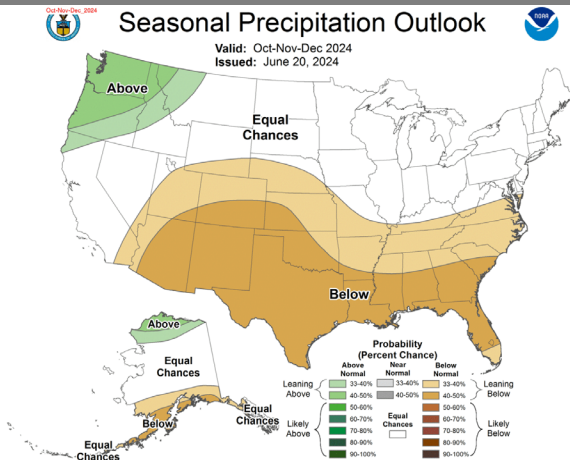 Oct-Nov-Dec_2024
Seasonal Precipitation Outlook
NOAA
Valid: Oct-Nov-Dec 2024
Issued: June 20, 2024
Above
Equal
Chances
Below
Above
Equal
Chances
Below
Equal
Chances
Equal
Chances
Probability
(Percent Chance)
Above Normal
Near Normal
Below Normal
Leaning Above
33-40%
33-40%
33-40%
Leaning Below
40-50%
40-50%
40-50%
Likely Above
50-60%
50-60%
Likely Below
60-70%
Equal Chances
60-70%
70-80%
70-80%
80-90%
80-90%
90-100%
90-100%